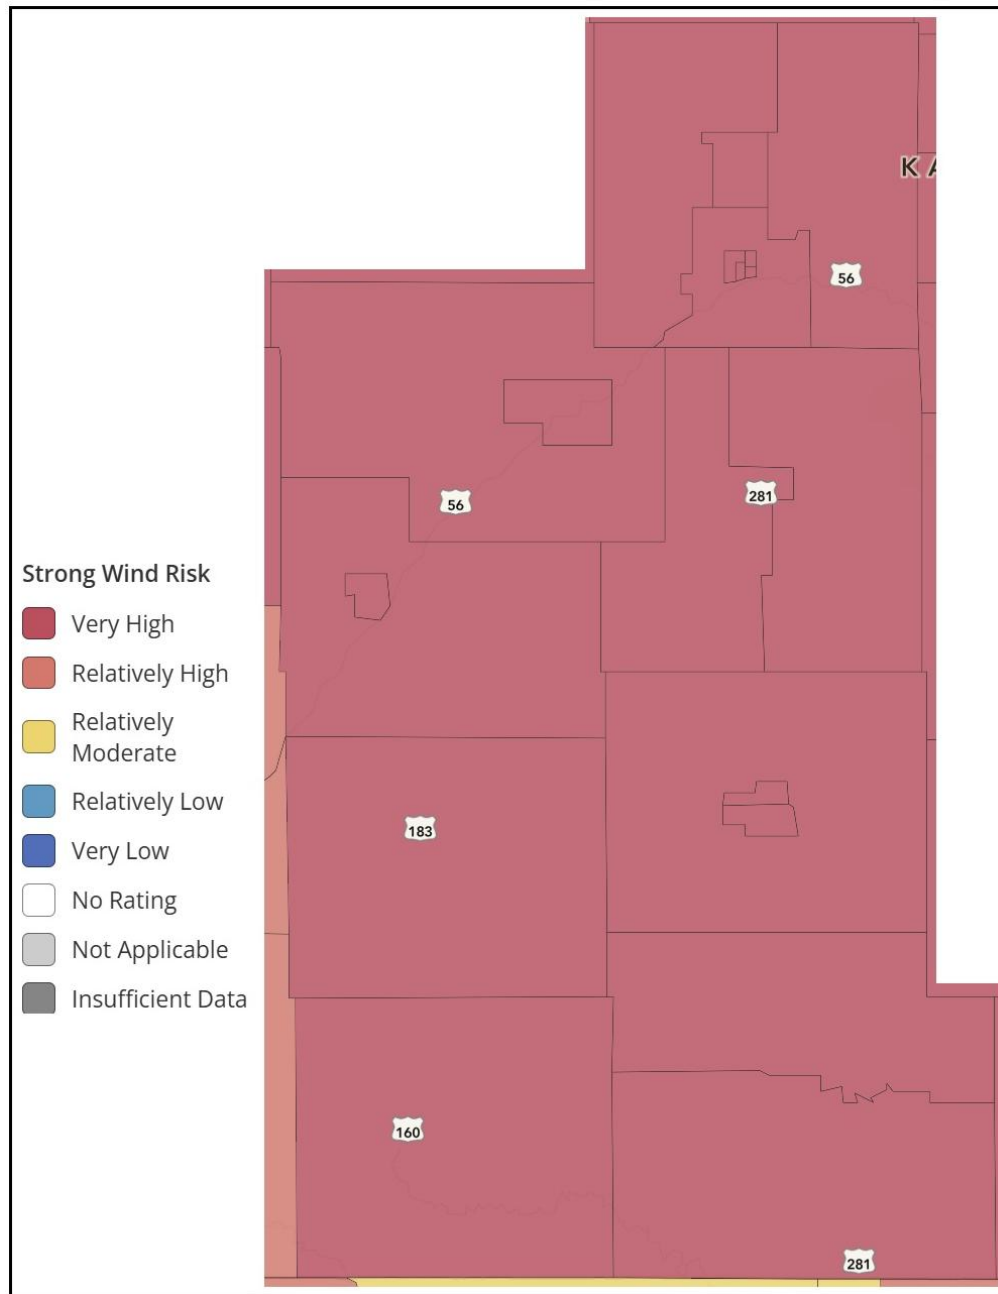 K A
56
56
281
Strong Wind Risk
Very High
Relatively High
Relatively
Moderate
Relatively Low
Very Low
No Rating
Not Applicable
Insufficient Data
183
160
281